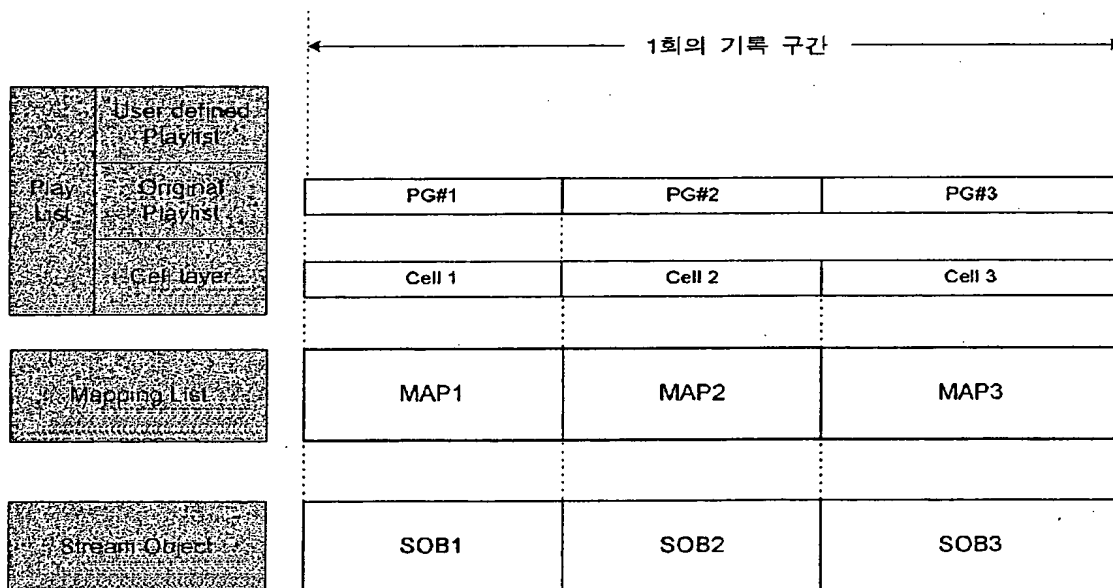 1회의 기록 구간
User defined
Playlist
Play
List
Original
Playlist
PG#1
PG#2
PG#3
Cell layer
Cell 1
Cell 2
Cell 3
Mapping List
MAP1
MAP2
MAP3
Stream Object
SOB1
SOB2
SOB3